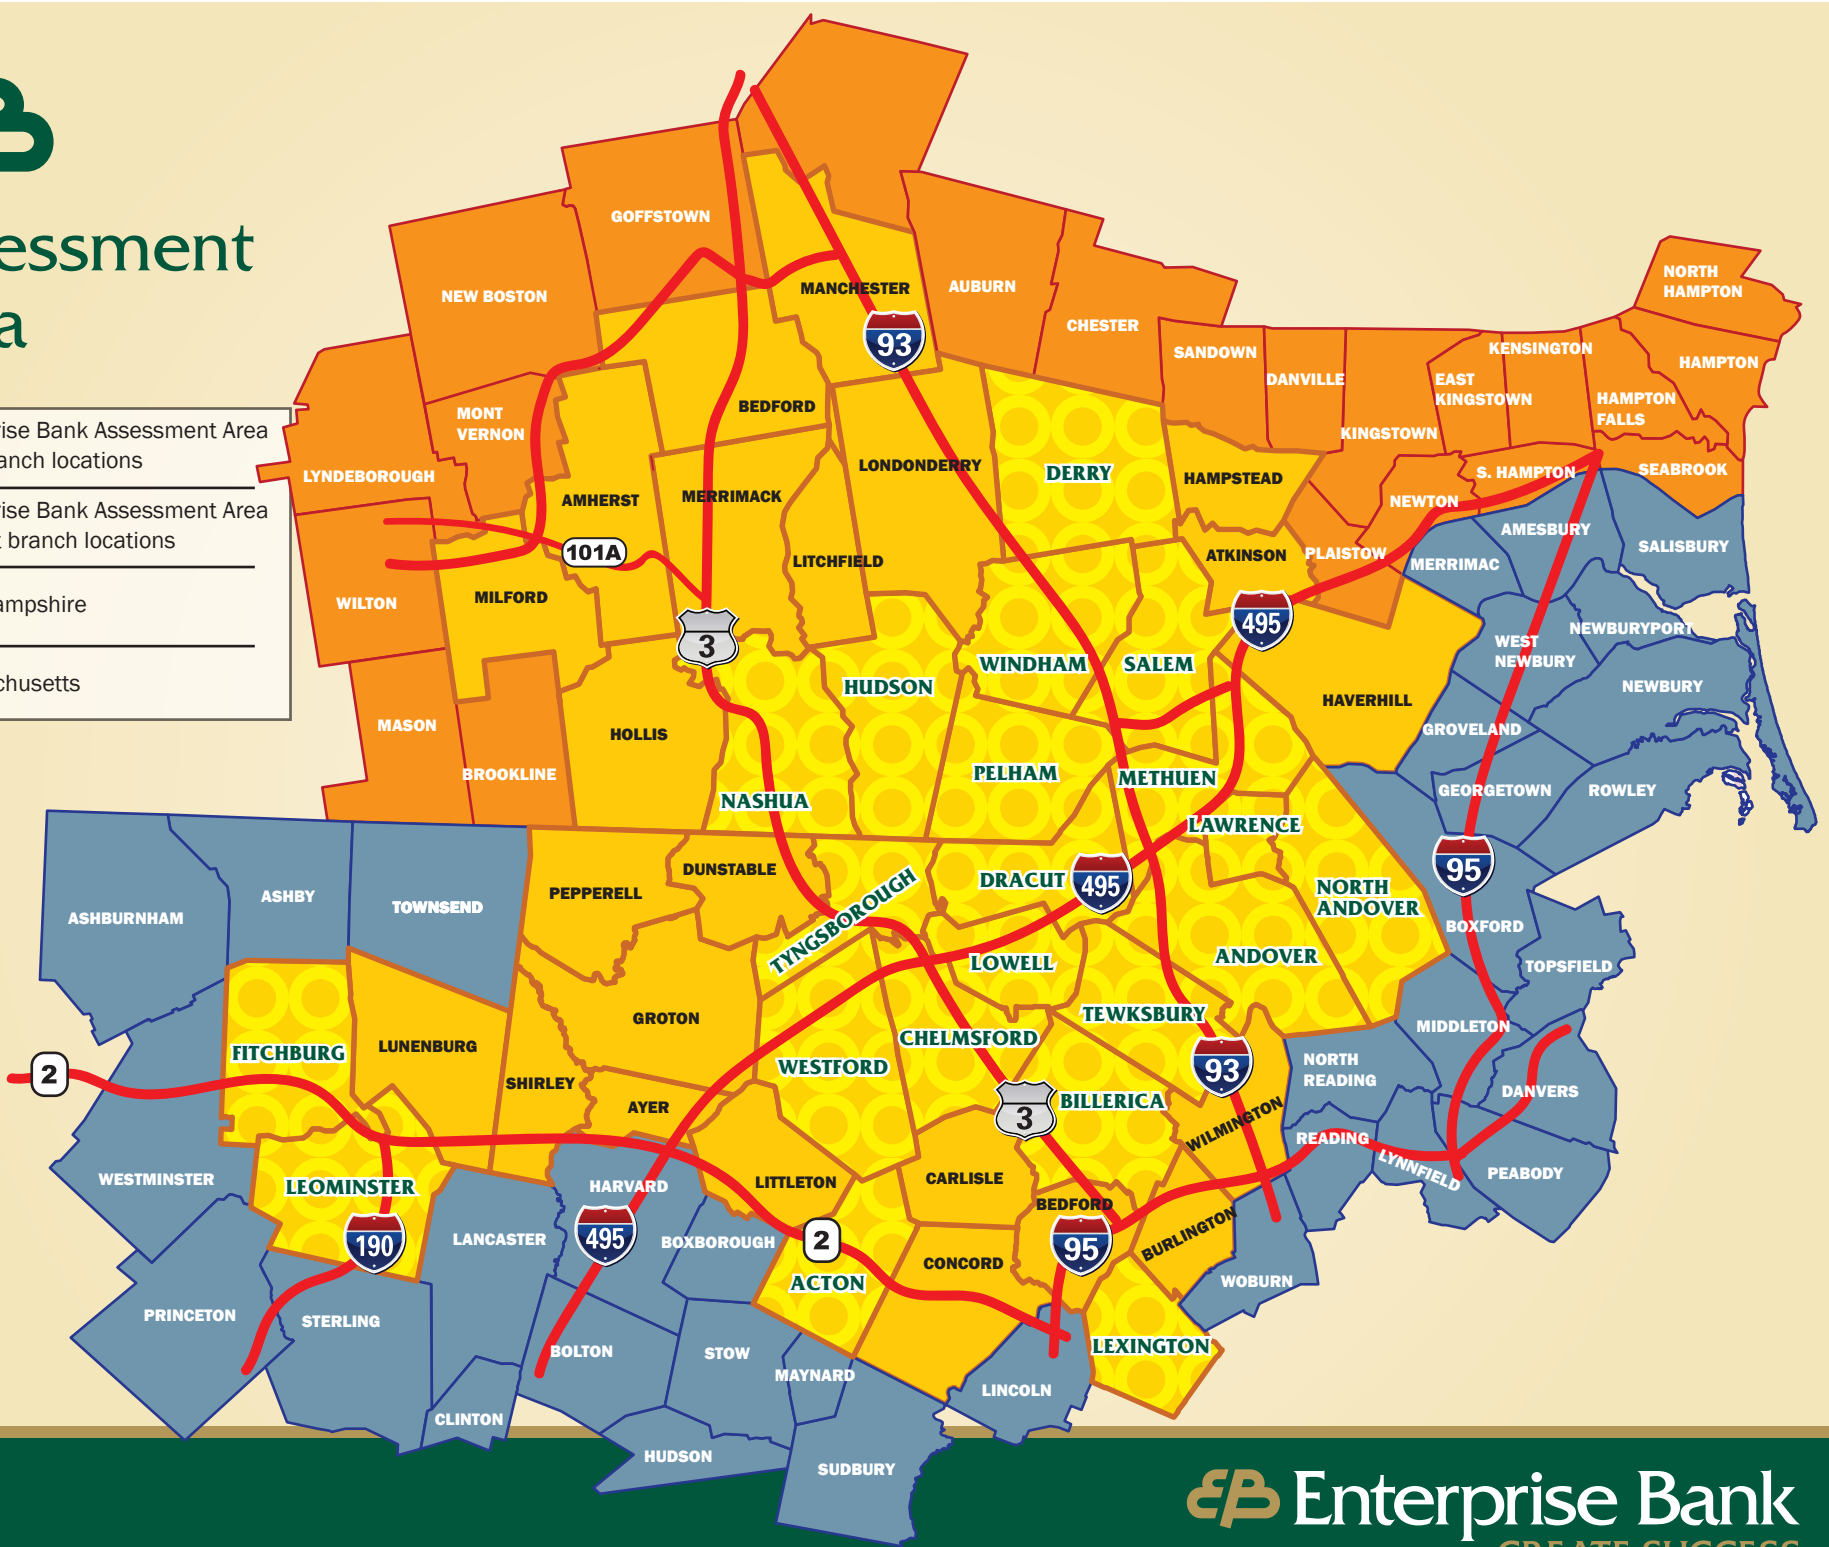 essment
a
rise Bank Assessment Area
anch locations
rise Bank Assessment Area
t branch locations
ampshire
chusetts
GOFFSTOWN
NEW BOSTON
MANCHESTER
AUBURN
CHESTER
93
NORTH
HAMPTON
SANDOWN
DANVILLE
KENSINGTON
HAMPTON
EAST
KINGSTOWN
HAMPTON
FALLS
KINGSTOWN
MONT
VERNON
BEDFORD
LYNDEBOROUGH
AMHERST
MERRIMACK
LONDONDERRY
DERRY
HAMPSTEAD
S. HAMPTON
SEABROOK
NEWTON
101A
LITCHFIELD
ATKINSON
PLAISTOW
AMESBURY
MERRIMAC
SALISBURY
WILTON
MILFORD
3
495
HUDSON
WINDHAM
SALEM
WEST
NEWBURY
NEWBURYPORT
NEWBURY
HAVERHILL
GROVELAND
MASON
HOLLIS
BROOKLINE
NASHUA
PELHAM
METHUEN
GEORGETOWN
ROWLEY
LAWRENCE
DUNSTABLE
PEPPERELL
TYNGSBOROUGH
DRACUT
495
95
NORTH
ANDOVER
ASHBURNHAM
ASHBY
TOWNSEND
BOXFORD
LOWELL
ANDOVER
TOPSFIELD
GROTON
TEWKSBURY
MIDDLETON
CHELMSFORD
FITCHBURG
LUNENBURG
WESTFORD
93
NORTH
READING
2
SHIRLEY
AYER
3
BILLERICA
DANVERS
WILMINGTON
READING
LYNNFIELD
PEABODY
WESTMINSTER
LEOMINSTER
HARVARD
LITTLETON
CARLISLE
BEDFORD
190
LANCASTER
495
BOXBOROUGH
2
95
BURLINGTON
CONCORD
ACTON
WOBURN
PRINCETON
STERLING
BOLTON
STOW
MAYNARD
LEXINGTON
LINCOLN
CLINTON
HUDSON
SUDBURY
Enterprise Bank
CREATE SUCCESS